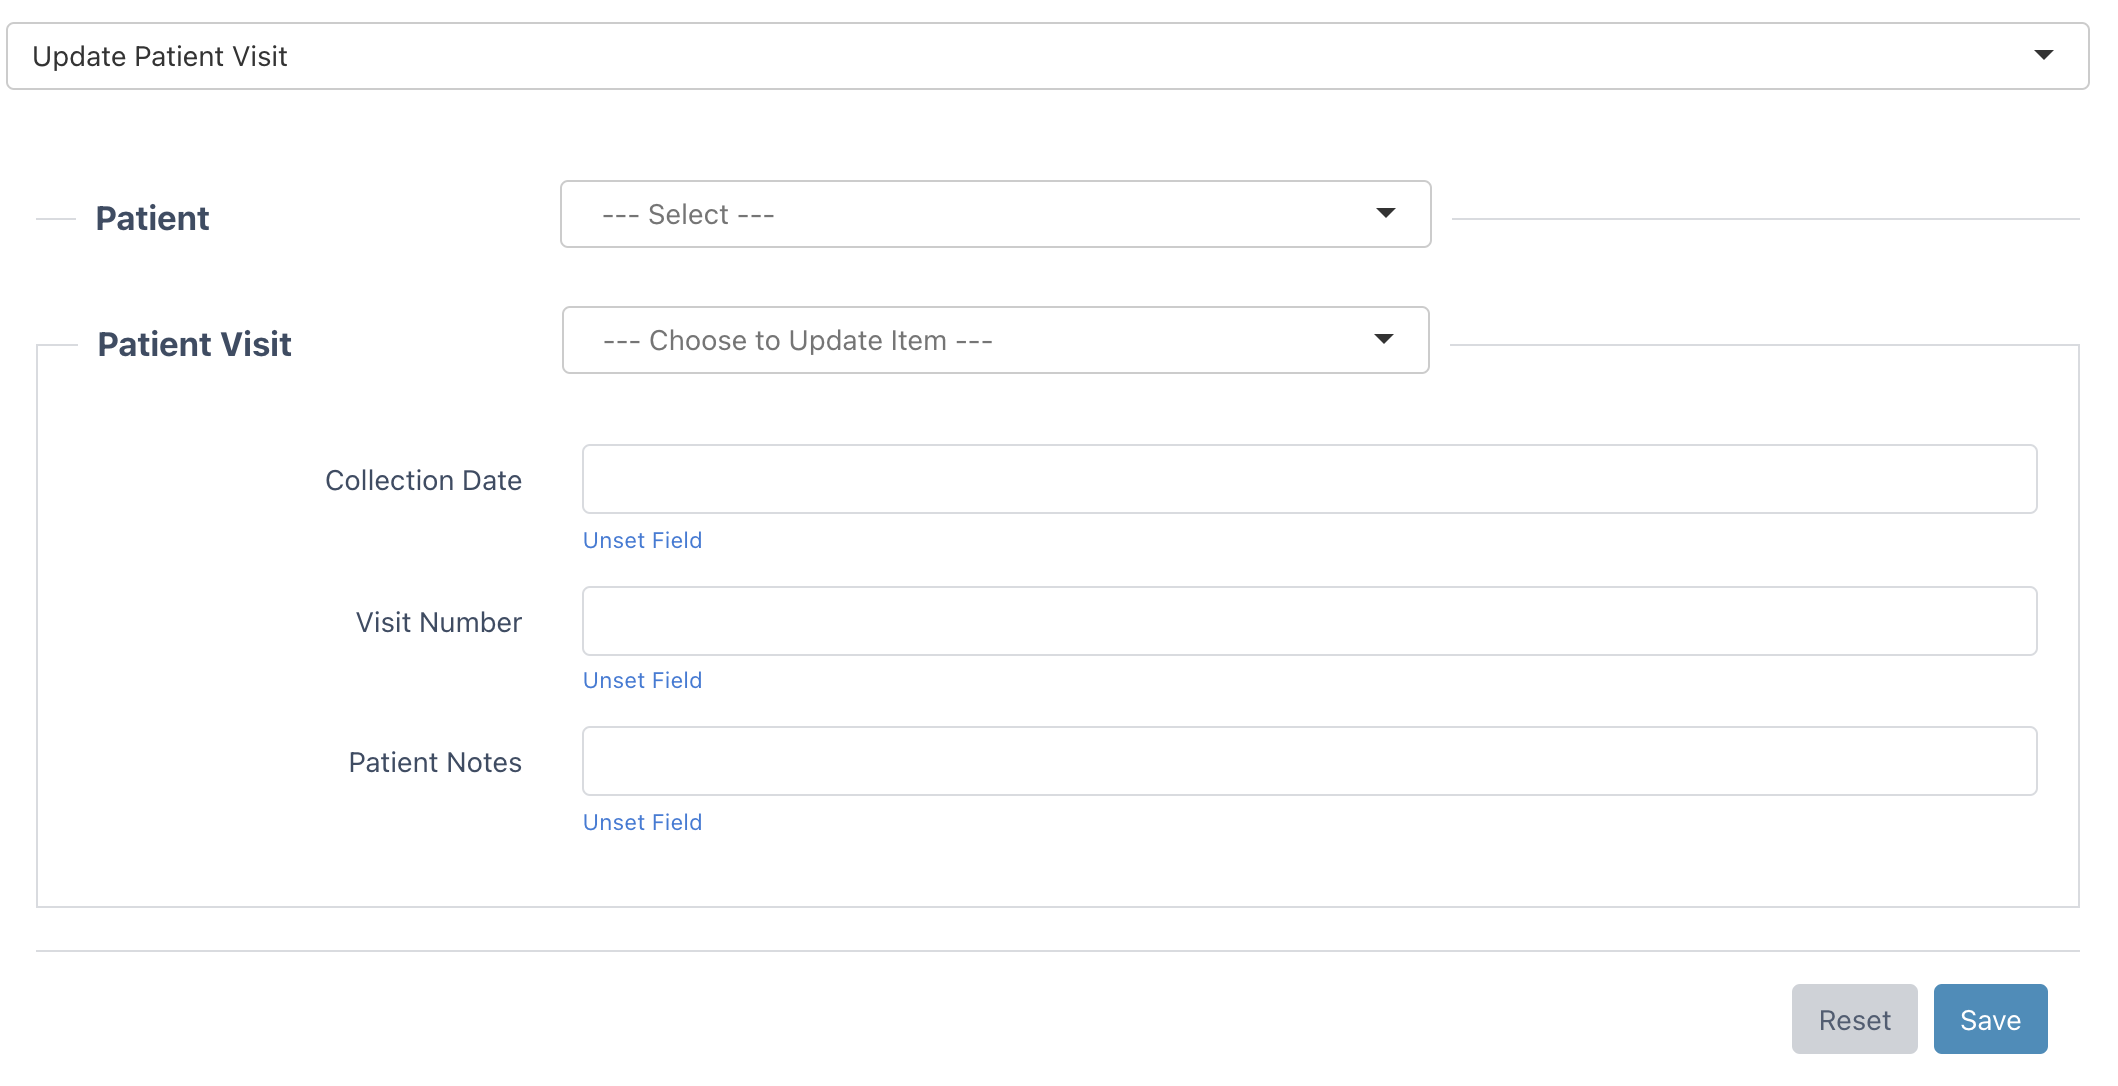 Update Patient Visit
Patient
--- Select ---
Patient Visit
--- Choose to Update Item ---
Collection Date
Unset Field
Visit Number
Unset Field
Patient Notes
Unset Field
Reset
Save